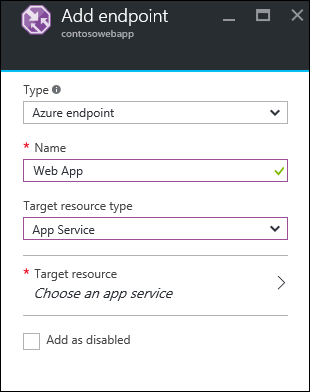 Add endpoint
contosowebapp
Type
Azure endpoint
* Name
Web App
Target resource type
App Service
* Target resource
Choose an app service
Add as disabled